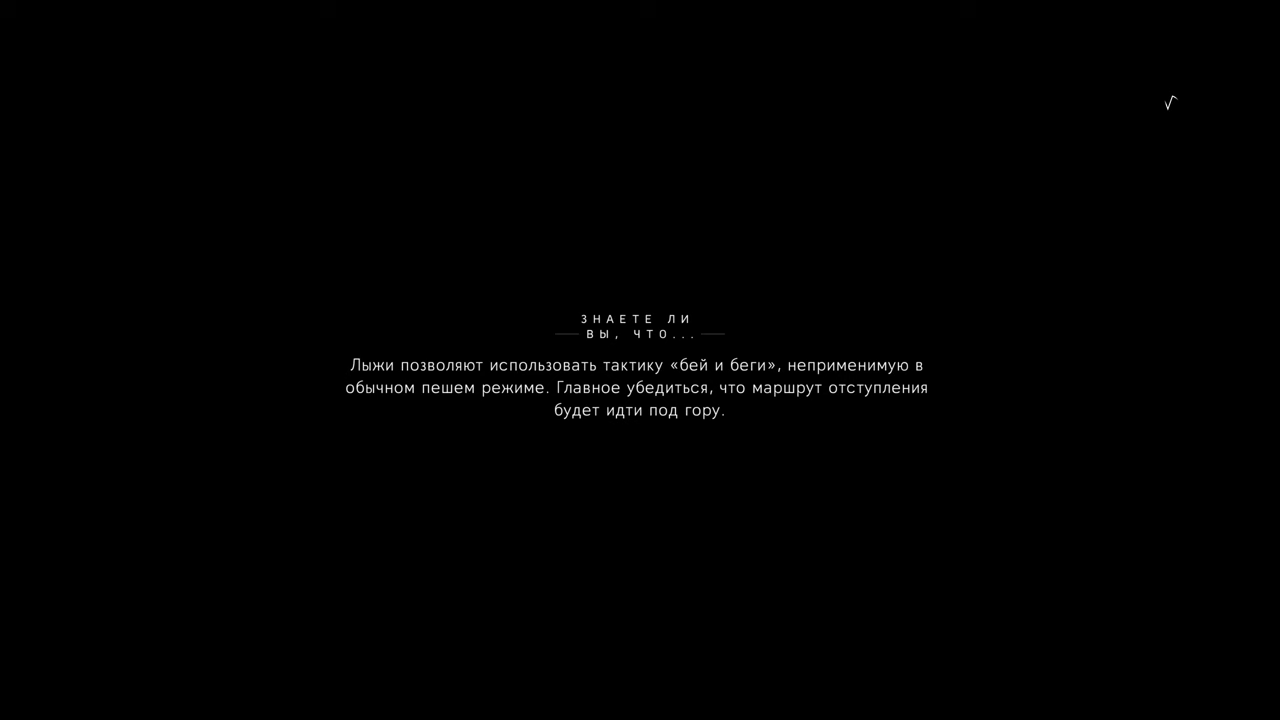 ЗНАЕТЕ ЛИ
ВЫ, ЧТО...
Лыжи позволяют использовать тактику «бей и беги», неприменимую в
обычном пешем режиме. Главное убедиться, что маршрут отступления
будет идти под гору.